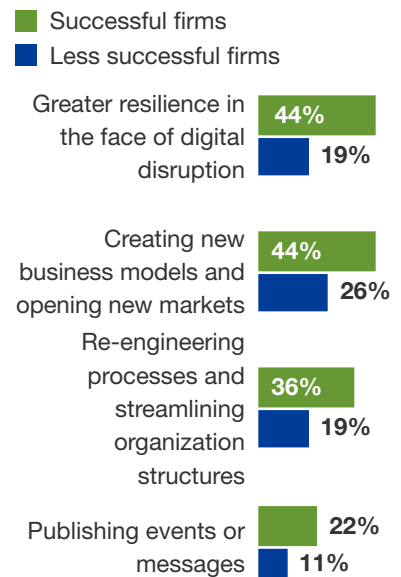 Successful firms
Less successful firms
Greater resilience in
the face of digital
disruption
44%
19%
Creating new
business models and
opening new markets
44%
26%
Re-engineering
processes and
streamlining
organization
structures
36%
19%
Publishing events or
messages
22%
11%